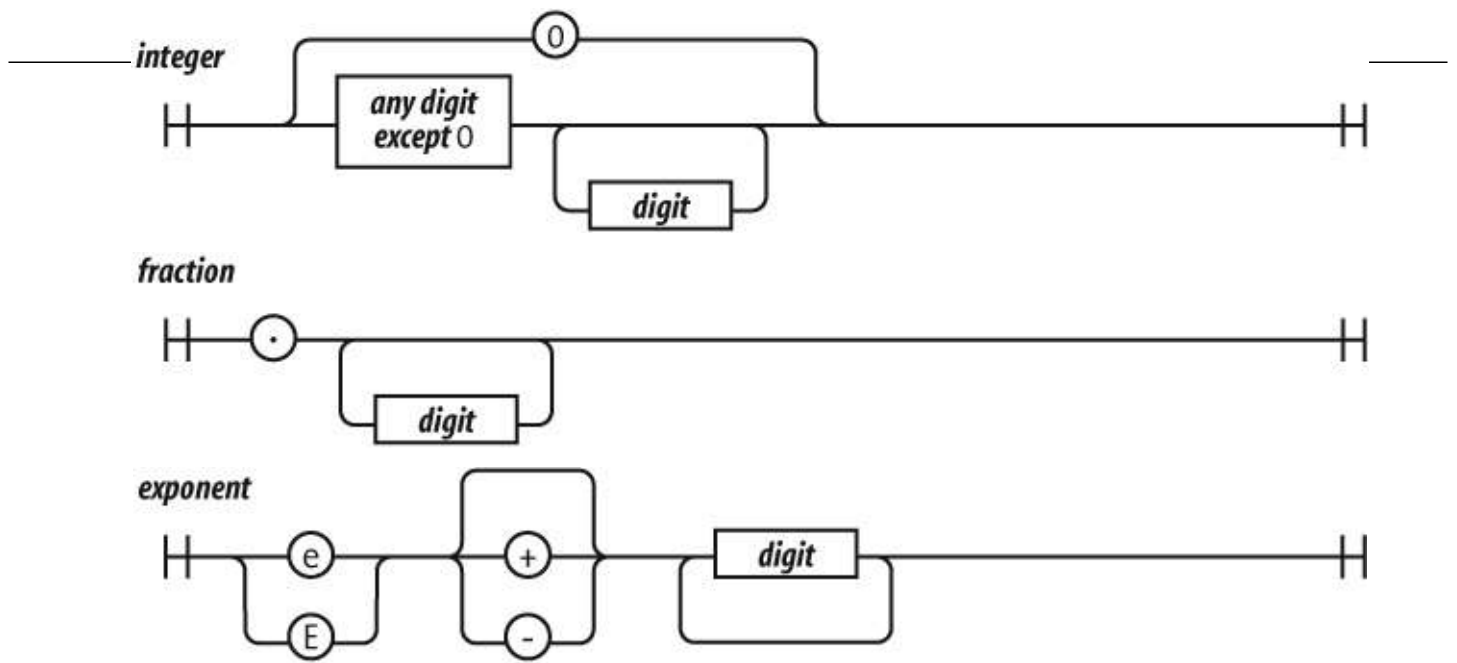 integer
0
any digit
except 0
digit
fraction
.
digit
exponent
e
+
digit
E
-